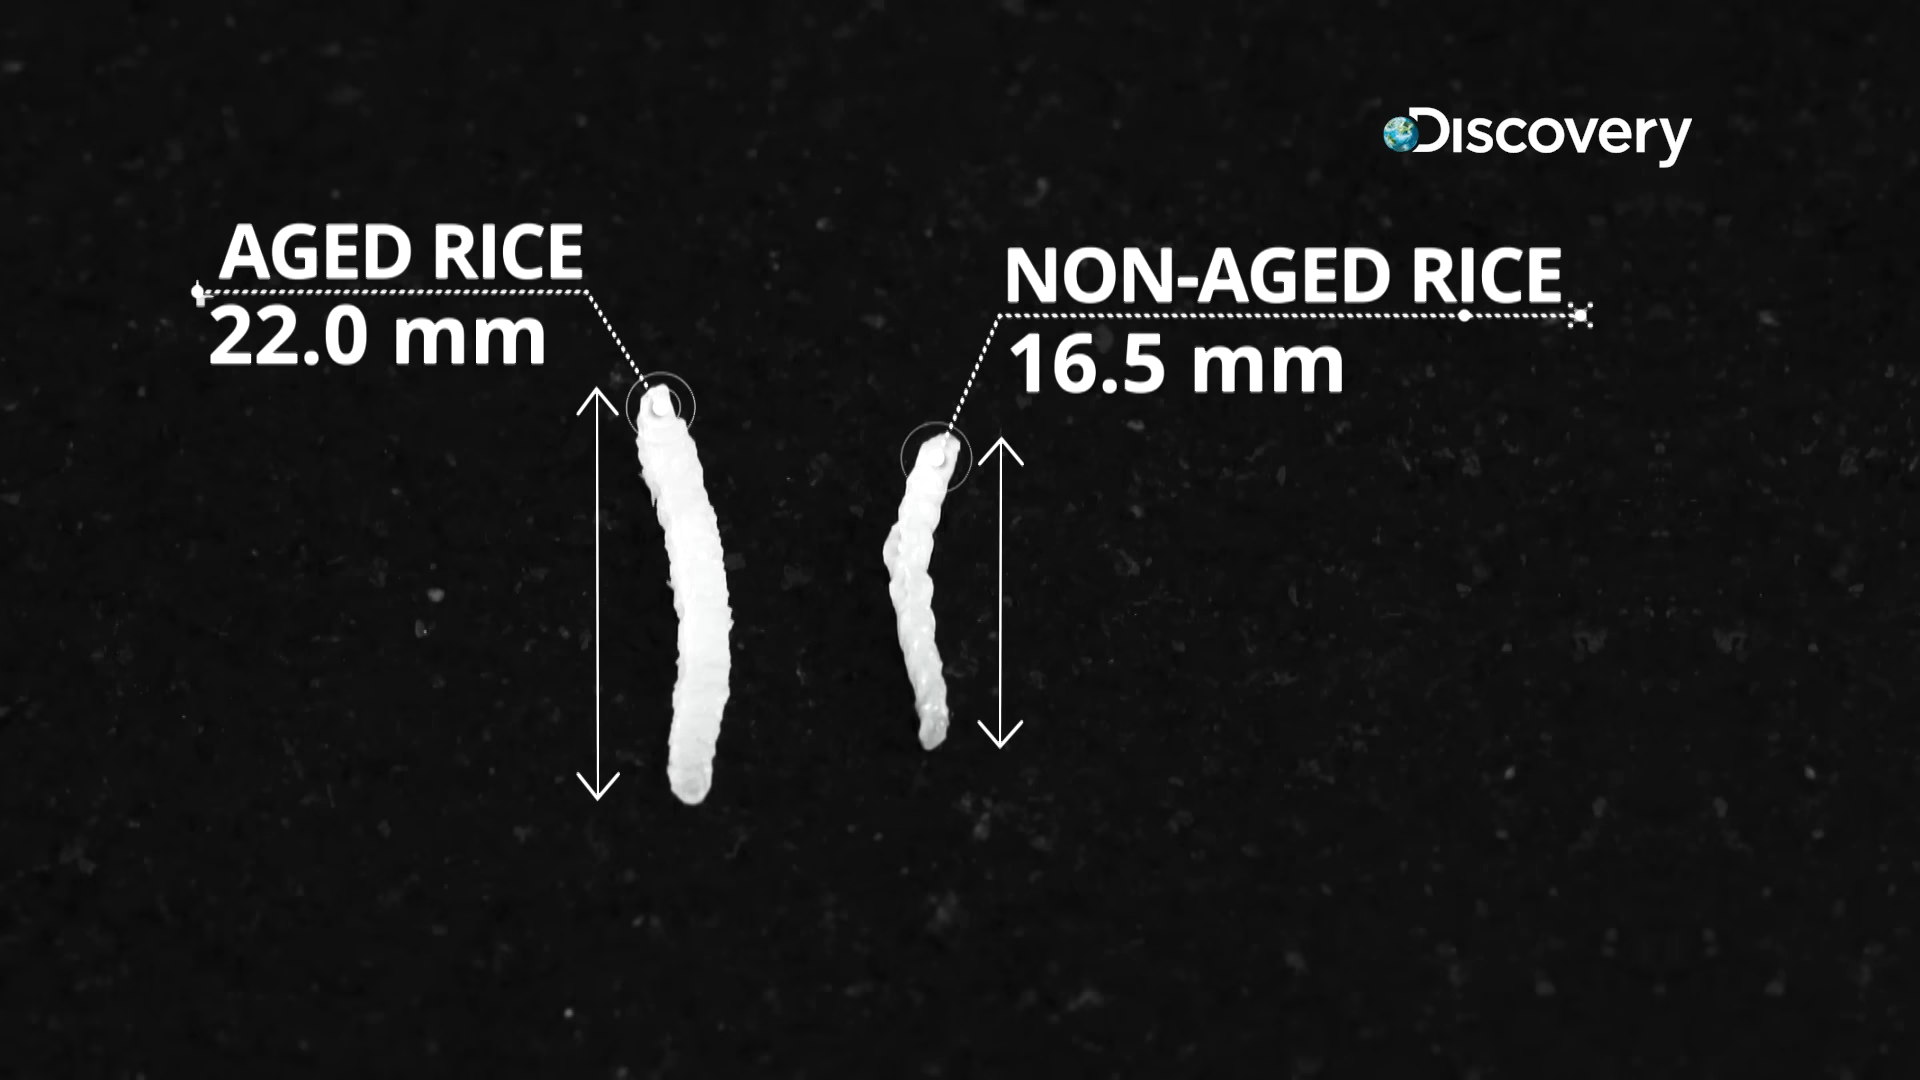 Discovery
AGED RICE
22.0 mm
NON-AGED RICE
16.5 mm